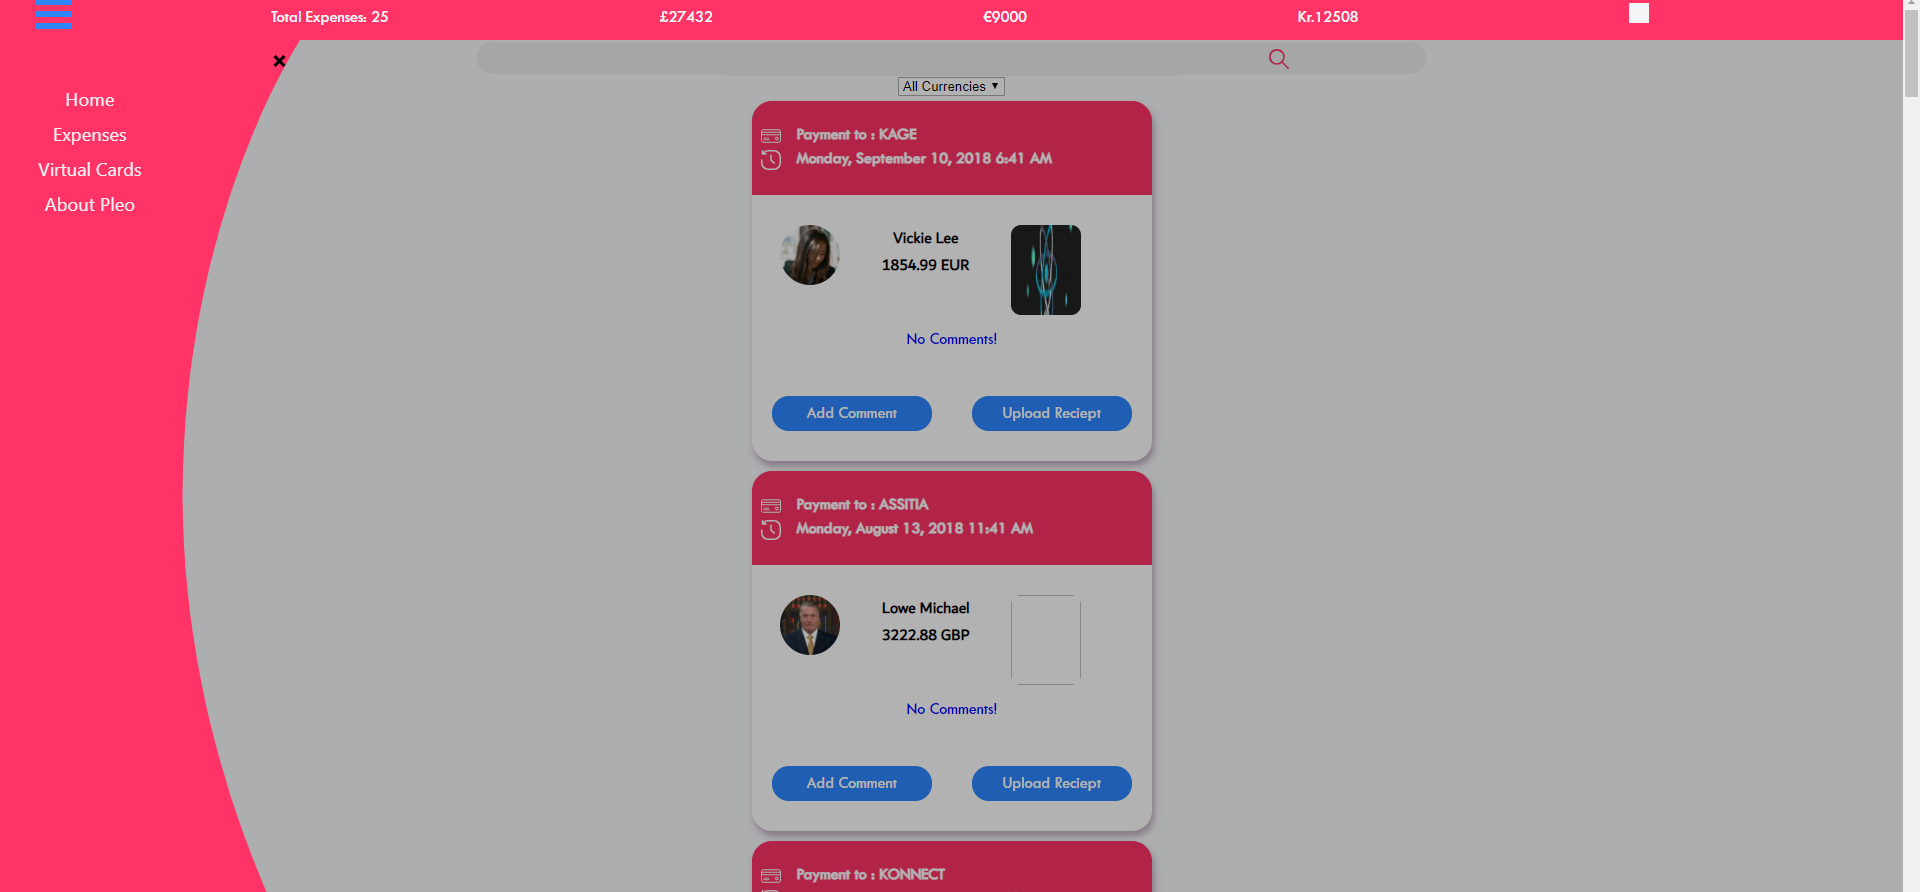 Total Expenses: 25
£27432
€9000
Kr.12508
×
Home
Expenses
Virtual Cards
About Pleo
All Currencies
Payment to : KAGE
Monday, September 10, 2018 6:41 AM
Vickie Lee
1854.99 EUR
No Comments!
Add Comment
Upload Reciept
Payment to : ASSITIA
Monday, August 13, 2018 11:41 AM
Lowe Michael
3222.88 GBP
No Comments!
Add Comment
Upload Reciept
Payment to : KONNECT